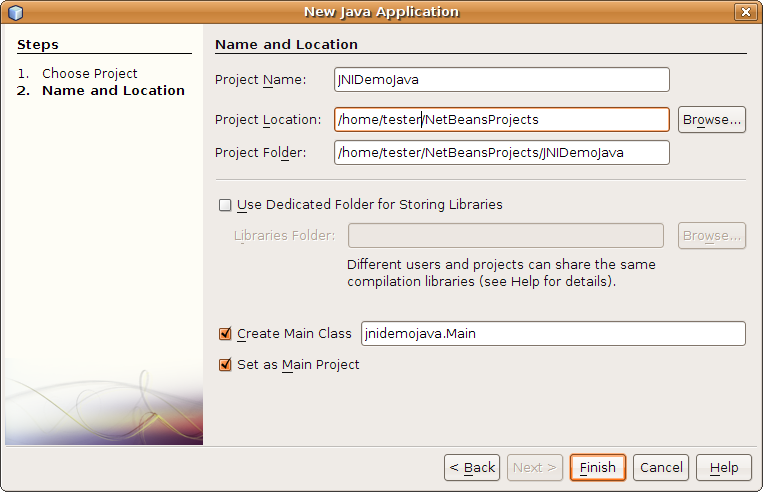 New Java Application
Steps
1. Choose Project
2. Name and Location
Name and Location
Project Name: JNIDemoJava
Project Location: /home/tester/NetBeansProjects Browse...
Project Folder: /home/tester/NetBeansProjects/JNIDemoJava
Use Dedicated Folder for Storing Libraries
Libraries Folder: Browse...
Different users and projects can share the same
compilation libraries (see Help for details).
Create Main Class jnidemojava.Main
Set as Main Project
< Back Next > Finish Cancel Help